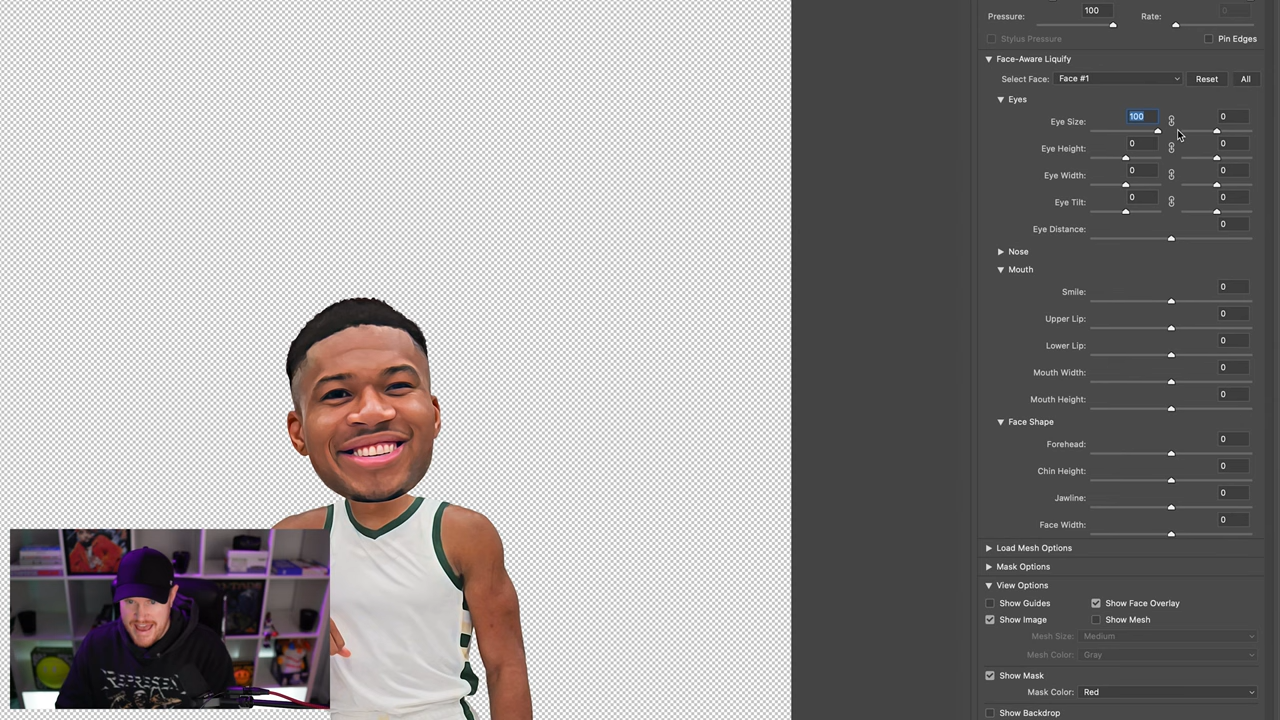 Pressure: 100 Rate: 0
Stylus Pressure Pin Edges
Face-Aware Liquify
Select Face: Face #1 Reset All
Eyes
Eye Size: 100 0
Eye Height: 0 0
Eye Width: 0 0
Eye Tilt: 0 0
Eye Distance: 0
Nose
Mouth
Smile: 0
Upper Lip: 0
Lower Lip: 0
Mouth Width: 0
Mouth Height: 0
Face Shape
Forehead: 0
Chin Height: 0
Jawline: 0
Face Width: 0
Load Mesh Options
Mask Options
View Options
Show Guides Show Face Overlay
Show Image Show Mesh
Mesh Size: Medium
Mesh Color: Gray
Show Mask
Mask Color: Red
Show Backdrop